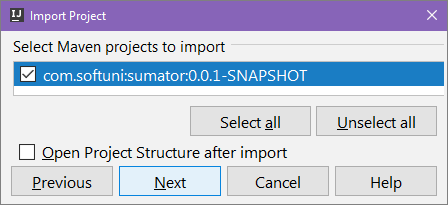 IJ Import Project
Select Maven projects to import
com.softuni:sumator:0.0.1-SNAPSHOT
Select all Unselect all
Open Project Structure after import
Previous Next Cancel Help